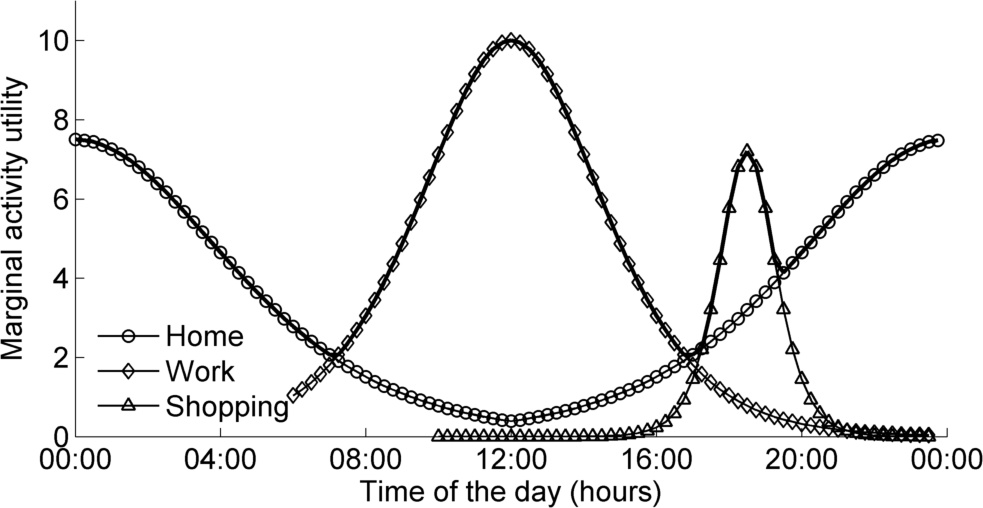 Marginal activity utility
10
8
6
4
2
0
Home
Work
Shopping
00:00 04:00 08:00 12:00 16:00 20:00 00:00
Time of the day (hours)